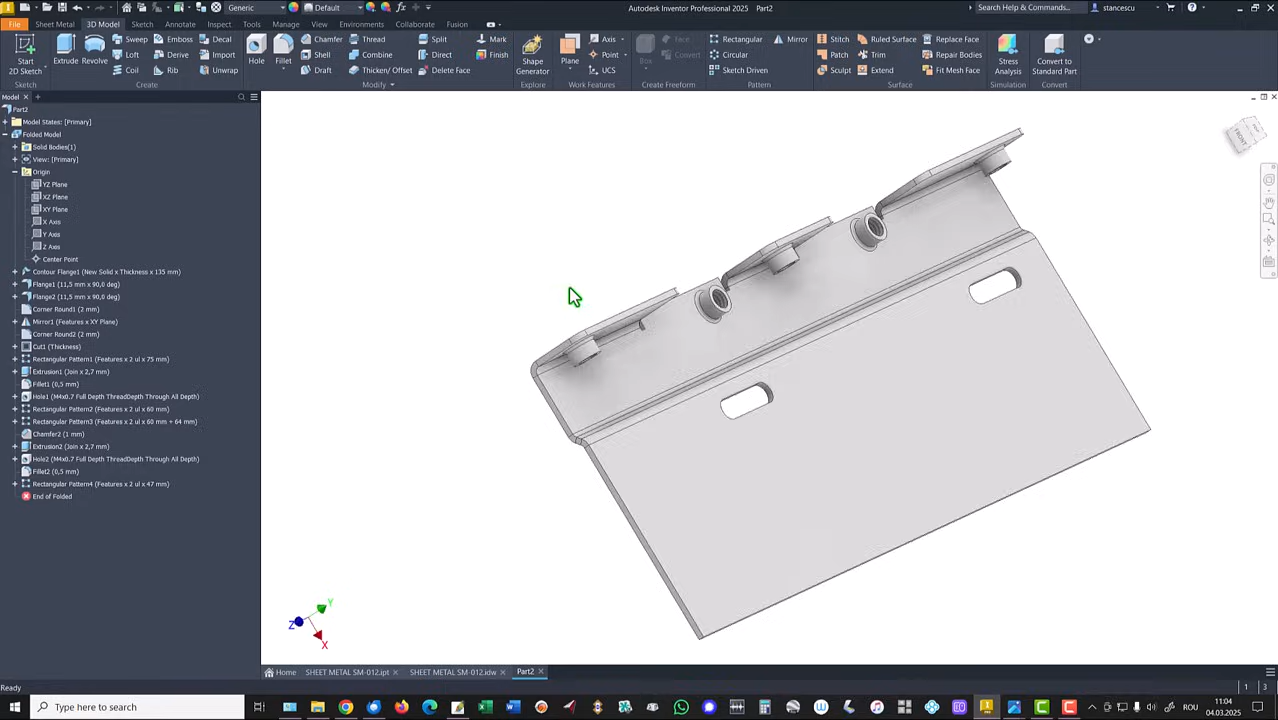 Generic
Default
Autodesk Inventor Professional 2025 Part2
Search Help & Commands...
stancescu
File
Sheet Metal
3D Model
Sketch
Annotate
Inspect
Tools
Manage
View
Environments
Collaborate
Fusion
Start
2D Sketch
Extrude
Revolve
Sweep
Loft
Coil
Emboss
Derive
Rib
Decal
Import
Unwrap
Hole
Fillet
Chamfer
Shell
Draft
Thread
Combine
Thicken/ Offset
Split
Direct
Delete Face
Mark
Finish
Shape
Generator
Plane
Axis
Point
UCS
Box
Face
Convert
Rectangular
Circular
Sketch Driven
Mirror
Stitch
Patch
Sculpt
Ruled Surface
Trim
Extend
Replace Face
Repair Bodies
Fit Mesh Face
Stress
Analysis
Convert to
Standard Part
Sketch
Create
Modify
Explore
Work Features
Create Freeform
Pattern
Surface
Simulation
Convert
Model
Part2
Model States: [Primary]
Folded Model
Solid Bodies(1)
View: [Primary]
Origin
YZ Plane
XZ Plane
XY Plane
X Axis
Y Axis
Z Axis
Center Point
Contour Flange1 (New Solid x Thickness x 135 mm)
Flange1 (11,5 mm x 90,0 deg)
Flange2 (11,5 mm x 90,0 deg)
Corner Round1 (2 mm)
Mirror1 (Features x XY Plane)
Corner Round2 (2 mm)
Cut1 (Thickness)
Rectangular Pattern1 (Features x 2 ul x 75 mm)
Extrusion1 (Join x 2,7 mm)
Fillet1 (0,5 mm)
Hole1 (M4x0.7 Full Depth ThreadDepth Through All Depth)
Rectangular Pattern2 (Features x 2 ul x 60 mm)
Rectangular Pattern3 (Features x 2 ul x 60 mm + 64 mm)
Chamfer2 (1 mm)
Extrusion2 (Join x 2,7 mm)
Hole2 (M4x0.7 Full Depth ThreadDepth Through All Depth)
Fillet2 (0,5 mm)
Rectangular Pattern4 (Features x 2 ul x 47 mm)
End of Folded
FRONT
Y
Z
X
Home
SHEET METAL SM-012.ipt
SHEET METAL SM-012.idw
Part2
Ready
1
3
Type here to search
ROU
11:04
04.03.2025